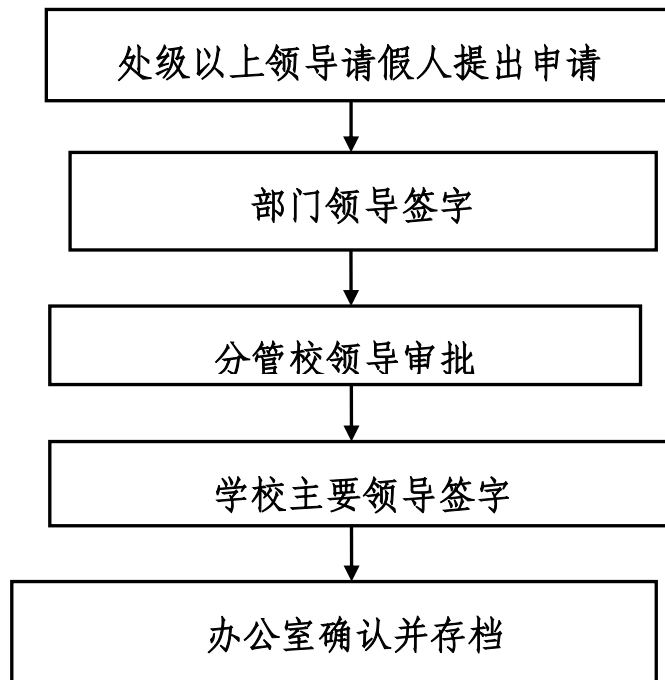 处级以上领导请假人提出申请
部门领导签字
分管校领导审批
学校主要领导签字
办公室确认并存档